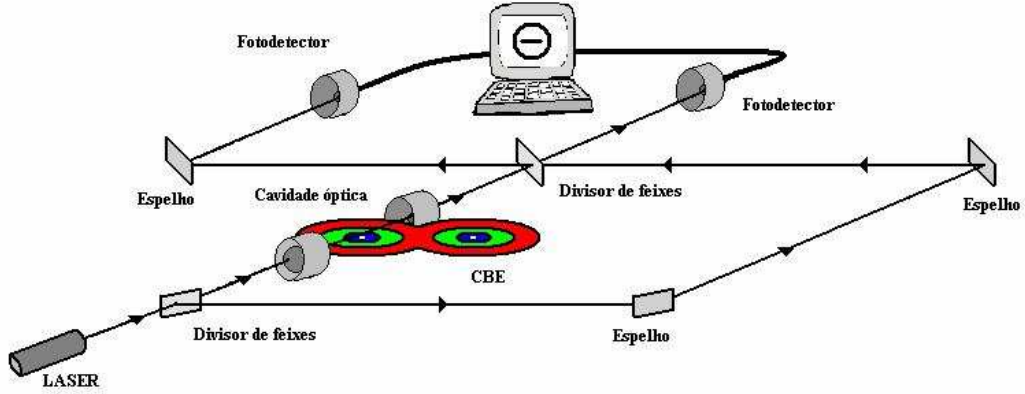 Fotodetector
Fotodetector
Espelho
Cavidade óptica
Divisor de feixes
Espelho
CBE
Divisor de feixes
Espelho
LASER